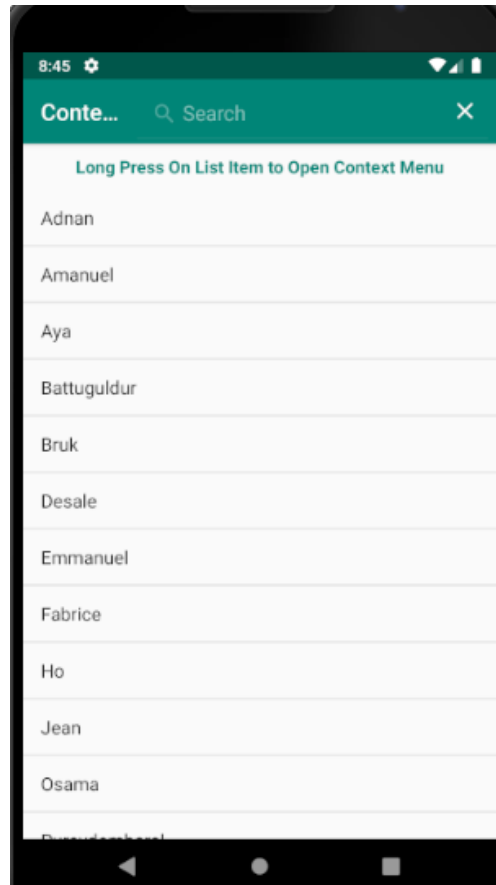 8:45
Conte... Search
Long Press On List Item to Open Context Menu
Adnan
Amanuel
Aya
Battuguldur
Bruk
Desale
Emmanuel
Fabrice
Ho
Jean
Osama